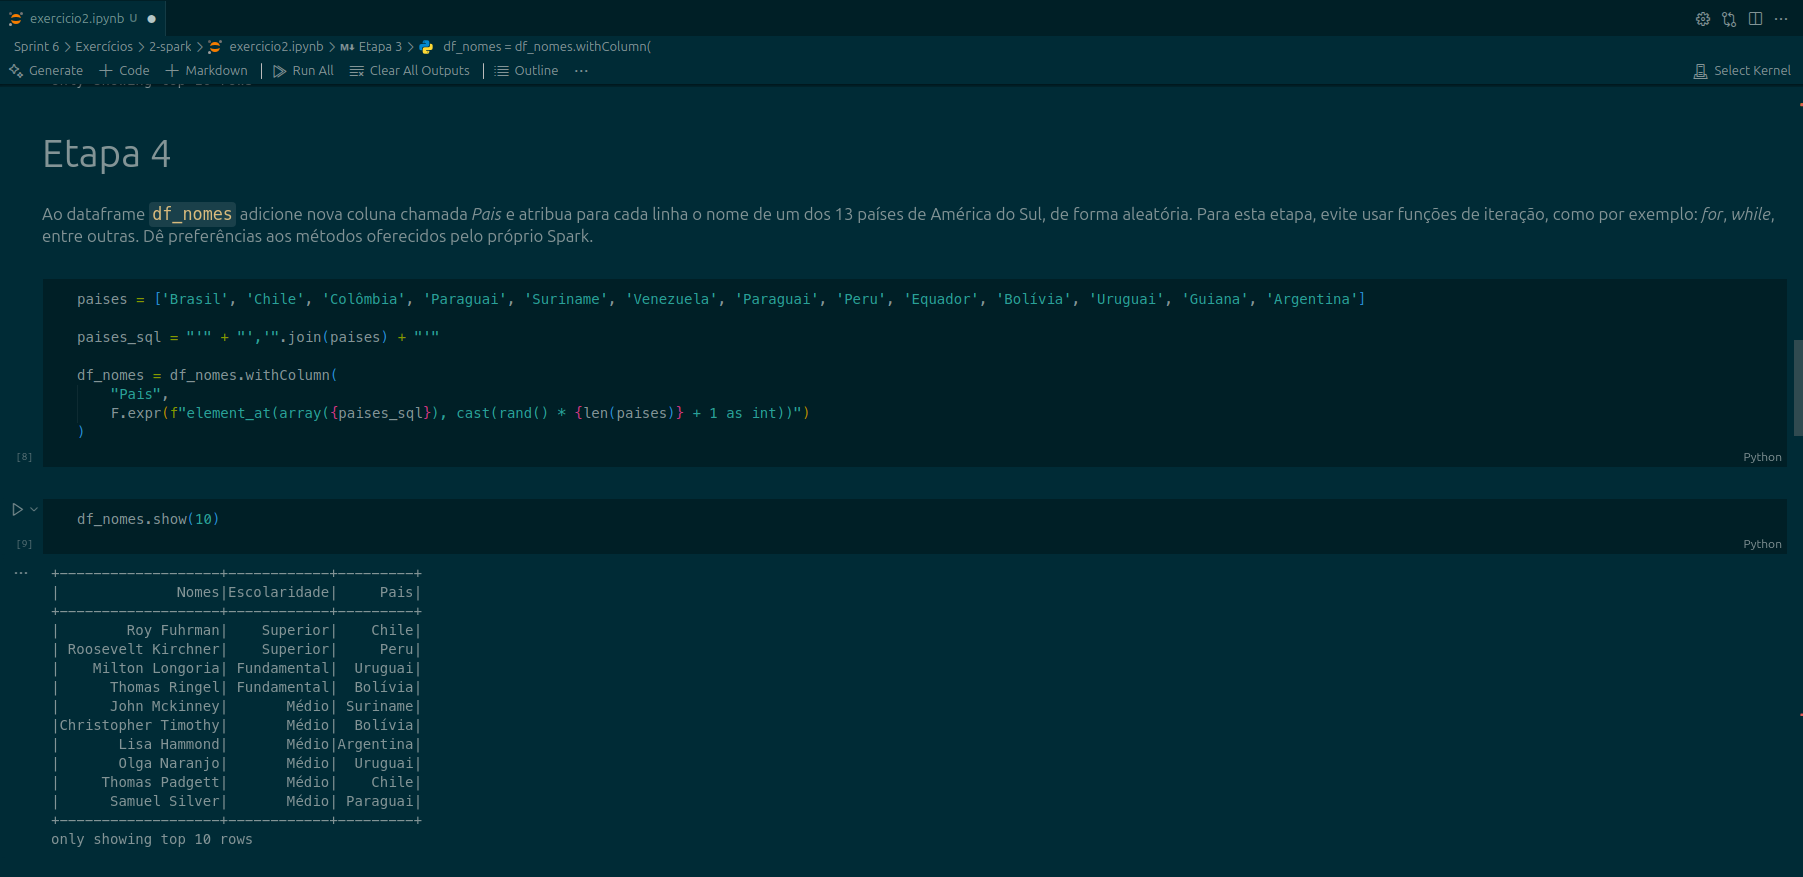 exercicio2.ipynb U ●
Sprint 6 > Exercícios > 2-spark > exercicio2.ipynb > M↓ Etapa 3 > df_nomes = df_nomes.withColumn(
Generate + Code + Markdown | Run All Clear All Outputs | Outline ··· Select Kernel
only showing top 10 rows
Etapa 4
Ao dataframe df_nomes adicione nova coluna chamada Pais e atribua para cada linha o nome de um dos 13 países de América do Sul, de forma aleatória. Para esta etapa, evite usar funções de iteração, como por exemplo: for, while,
entre outras. Dê preferências aos métodos oferecidos pelo próprio Spark.
paises = ['Brasil', 'Chile', 'Colômbia', 'Paraguai', 'Suriname', 'Venezuela', 'Paraguai', 'Peru', 'Equador', 'Bolívia', 'Uruguai', 'Guiana', 'Argentina']
paises_sql = "'" + "','".join(paises) + "'"
df_nomes = df_nomes.withColumn(
"Pais",
F.expr(f"element_at(array({paises_sql}), cast(rand() * {len(paises)} + 1 as int))")
)
[8] Python
df_nomes.show(10)
[9] Python
···
+-------------------+------------+---------+
|              Nomes|Escolaridade|     Pais|
+-------------------+------------+---------+
|        Roy Fuhrman|    Superior|    Chile|
| Roosevelt Kirchner|    Superior|     Peru|
|    Milton Longoria| Fundamental|  Uruguai|
|      Thomas Ringel| Fundamental|  Bolívia|
|      John Mckinney|       Médio| Suriname|
|Christopher Timothy|       Médio|  Bolívia|
|       Lisa Hammond|       Médio|Argentina|
|       Olga Naranjo|       Médio|  Uruguai|
|     Thomas Padgett|       Médio|    Chile|
|      Samuel Silver|       Médio| Paraguai|
+-------------------+------------+---------+
only showing top 10 rows